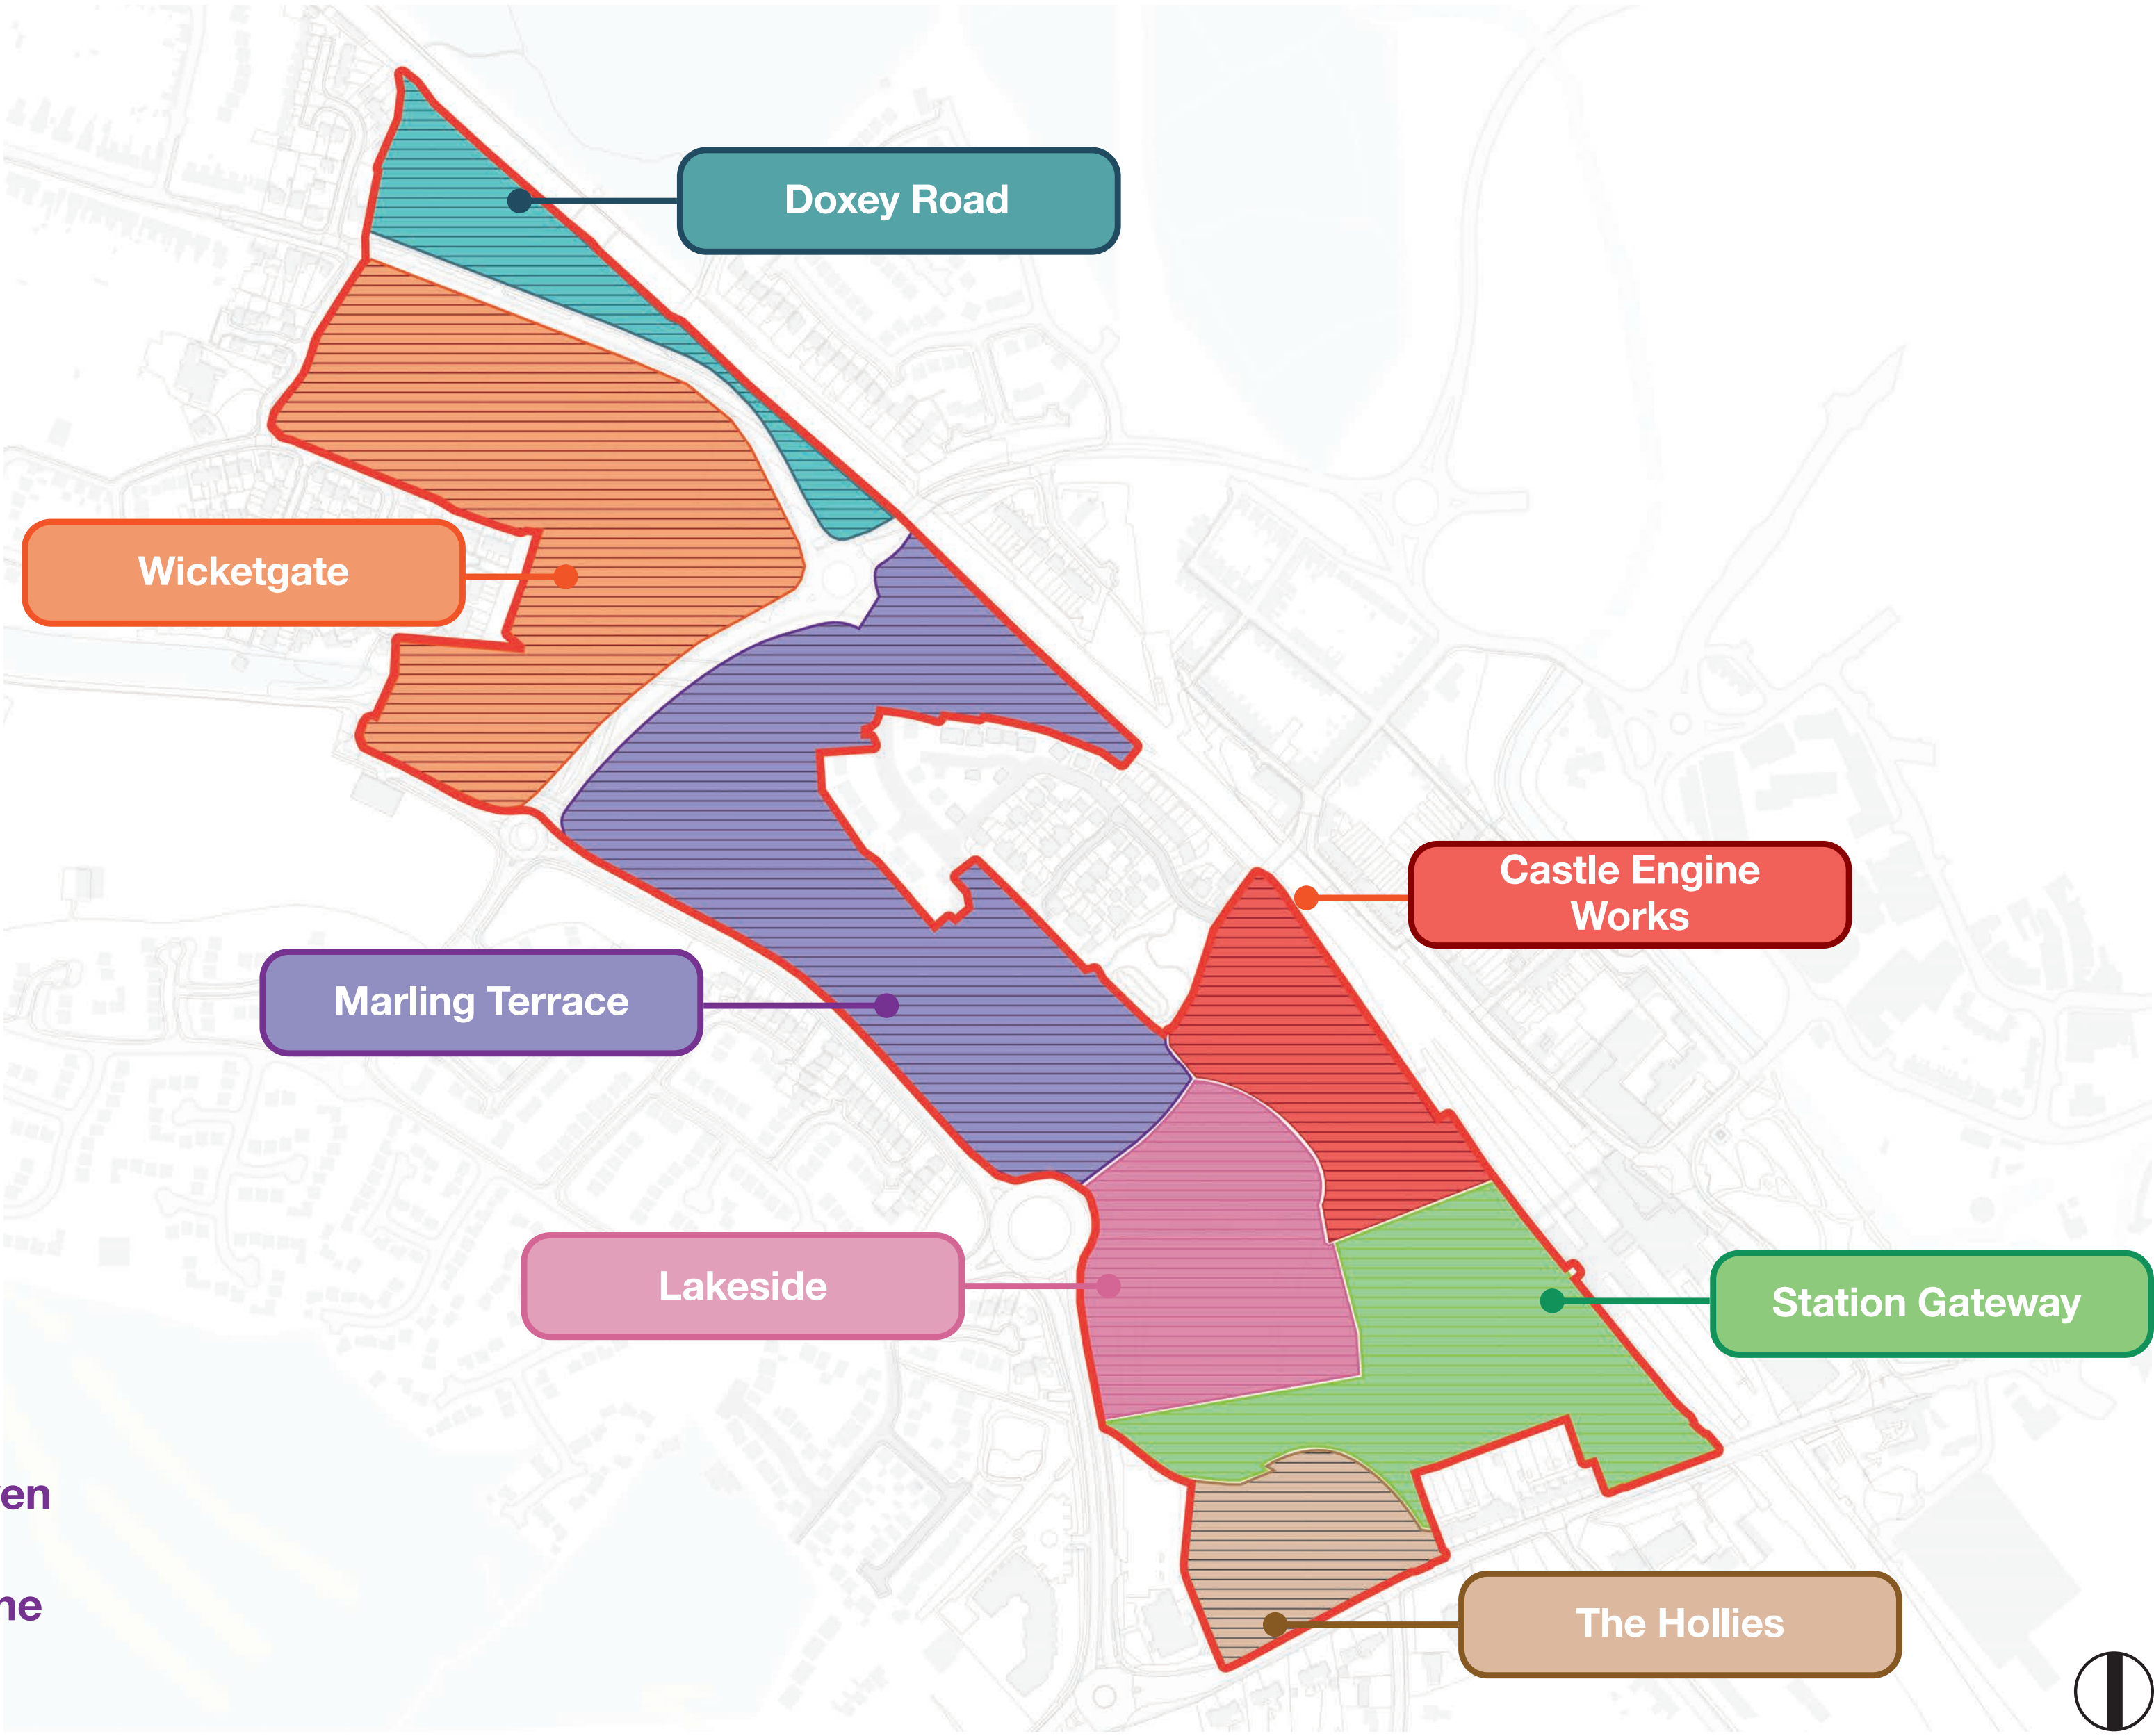 Doxey Road
Wicketgate
Castle Engine
Works
Marling Terrace
Lakeside
Station Gateway
en
ne
The Hollies